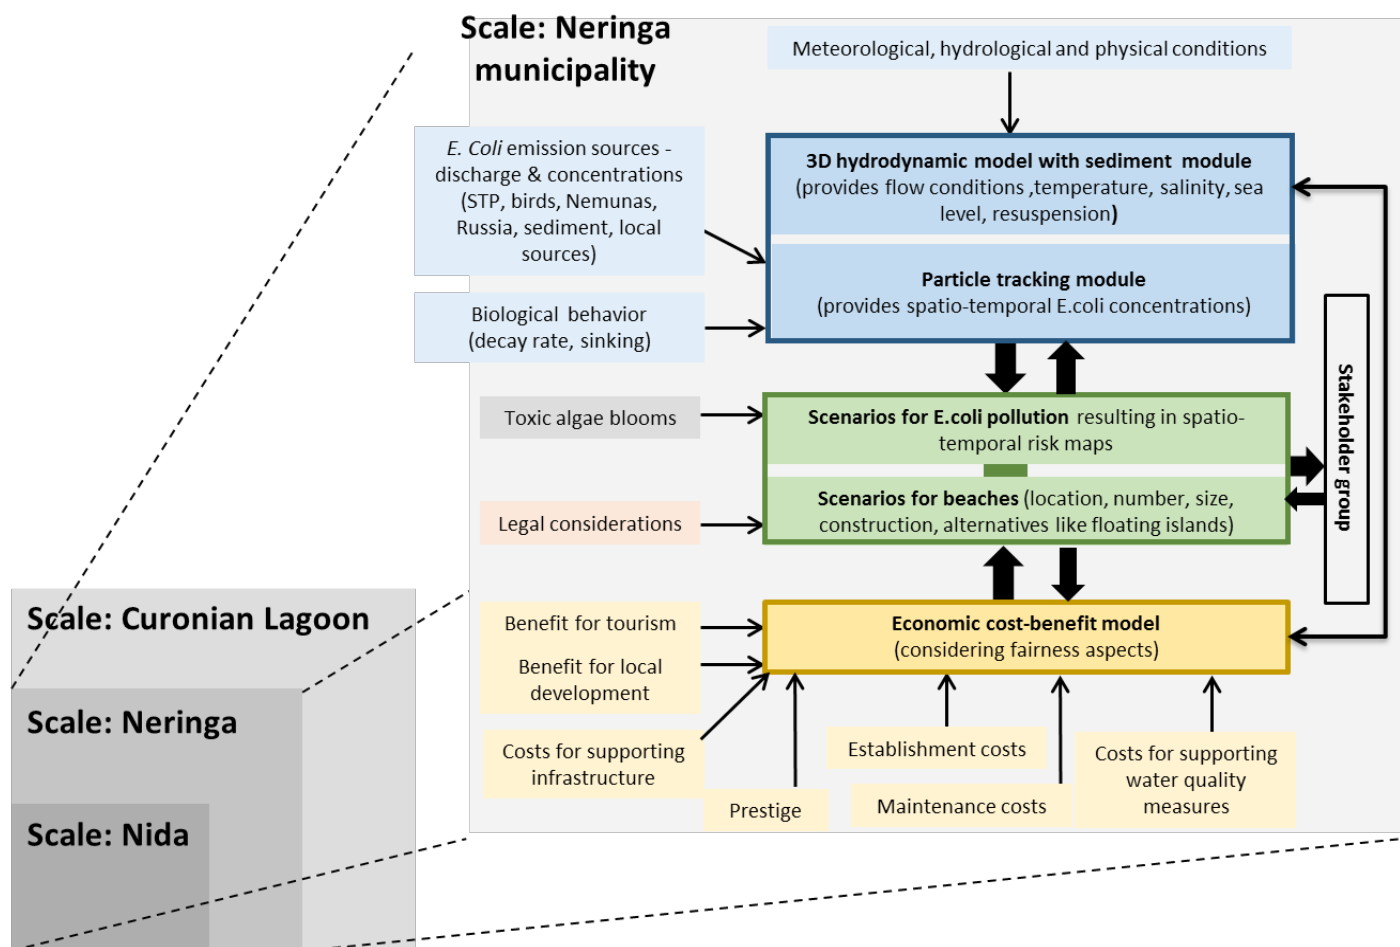 Scale: Neringa
municipality
Meteorological, hydrological and physical conditions
E. Coli emission sources -
discharge & concentrations
(STP, birds, Nemunas,
Russia, sediment, local
sources)
3D hydrodynamic model with sediment module
(provides flow conditions ,temperature, salinity, sea
level, resuspension)
Particle tracking module
(provides spatio-temporal E.coli concentrations)
Biological behavior
(decay rate, sinking)
Toxic algae blooms
Scenarios for E.coli pollution resulting in spatio-
temporal risk maps
Legal considerations
Scenarios for beaches (location, number, size,
construction, alternatives like floating islands)
Stakeholder group
Benefit for tourism
Benefit for local
development
Economic cost-benefit model
(considering fairness aspects)
Costs for supporting
infrastructure
Prestige
Establishment costs
Maintenance costs
Costs for supporting
water quality
measures
Scale: Curonian Lagoon
Scale: Neringa
Scale: Nida